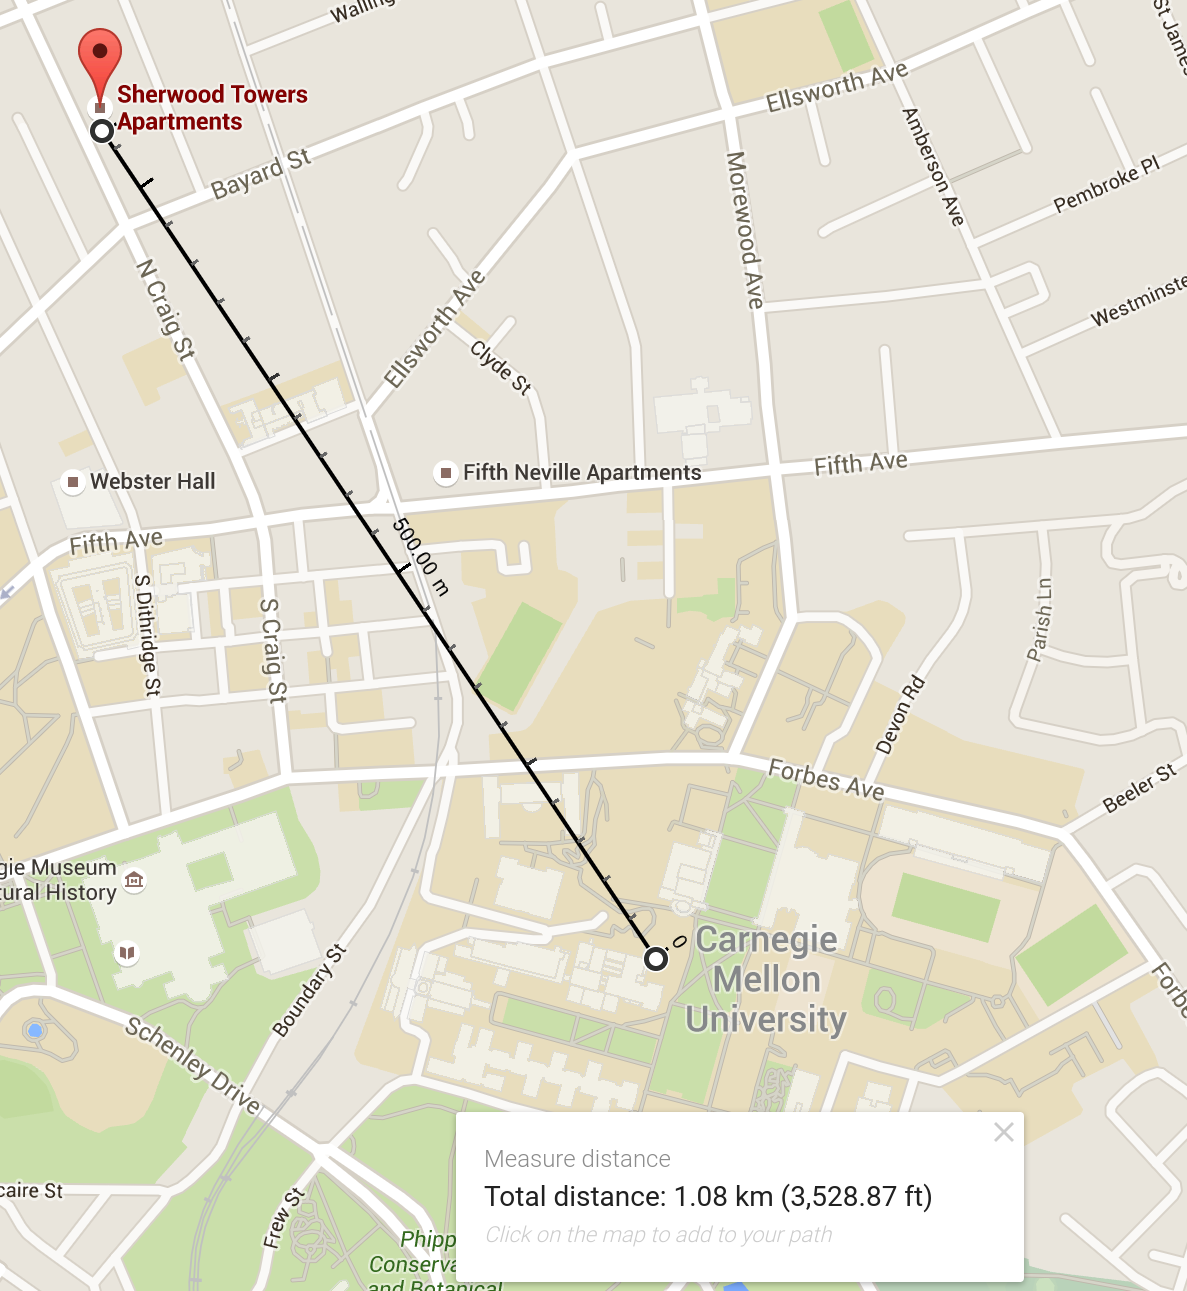 Walling
Sherwood Towers
Apartments
Bayard St
Ellsworth Ave
St James
Amberson Ave
Pembroke Pl
Morewood Ave
N Craig St
Ellsworth Ave
Clyde St
Westminste
Webster Hall
Fifth Neville Apartments
Fifth Ave
Fifth Ave
500.00 m
S Dithridge St
S Craig St
Parish Ln
Devon Rd
Forbes Ave
Beeler St
gie Museum
tural History
0
Carnegie
Mellon
University
Boundary St
Forbe
Schenley Drive
caire St
Frew St
Phipp
Conserva
and Botanical
Measure distance
Total distance: 1.08 km (3,528.87 ft)
Click on the map to add to your path